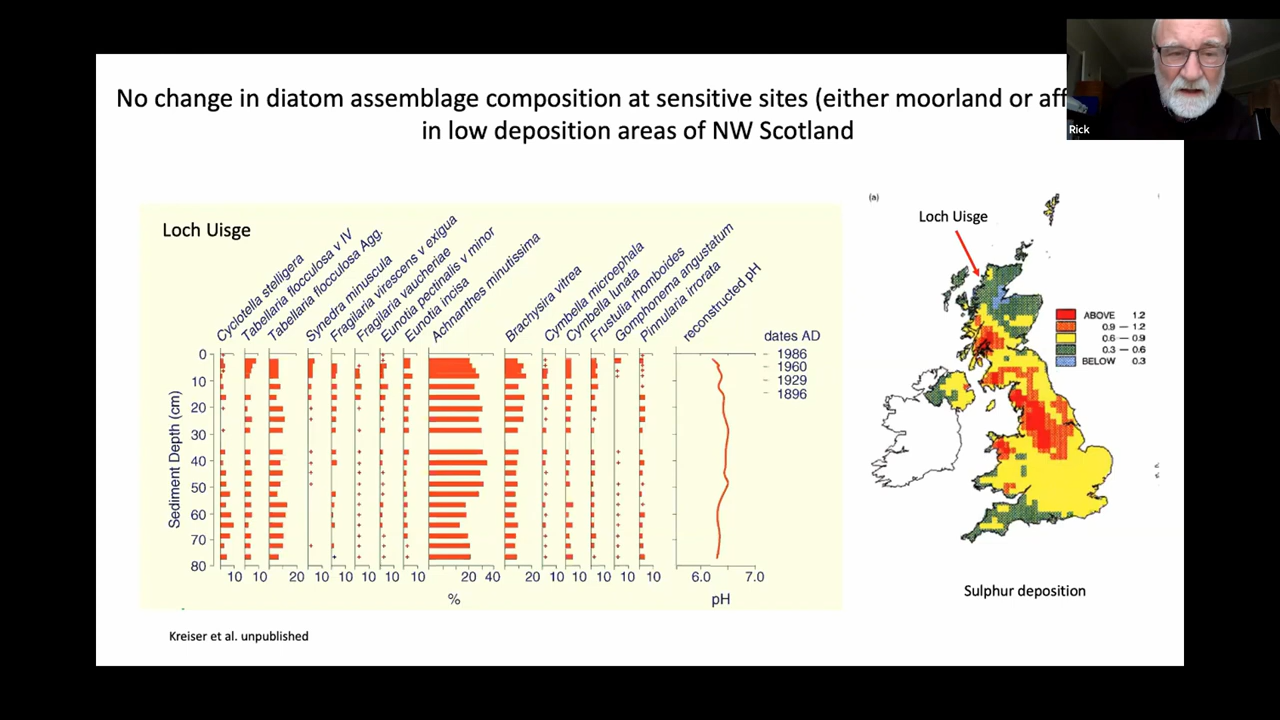 No change in diatom assemblage composition at sensitive sites (either moorland or aff
in low deposition areas of NW Scotland
Rick
Loch Uisge
Cyclotella stelligera
Tabellaria flocculosa v IV
Tabellaria flocculosa Agg.
Synedra minuscula
Fragilaria virescens v exigua
Fragilaria vaucheriae
Eunotia pectinalis v minor
Eunotia incisa
Achnanthes minutissima
Brachysira vitrea
Cymbella microephala
Cymbella lunata
Frustulia rhomboides
Gomphonema angustatum
Pinnularia irrorata
reconstructed pH
dates AD
1986
1960
1929
1896
Sediment Depth (cm)
0
10
20
30
40
50
60
70
80
10 10 20 10 10 10 10 10 20 40 20 10 10 10 10 10 6.0 7.0
% pH
Kreiser et al. unpublished
(a)
Loch Uisge
ABOVE 1.2
0.9 — 1.2
0.6 — 0.9
0.3 — 0.6
BELOW 0.3
Sulphur deposition